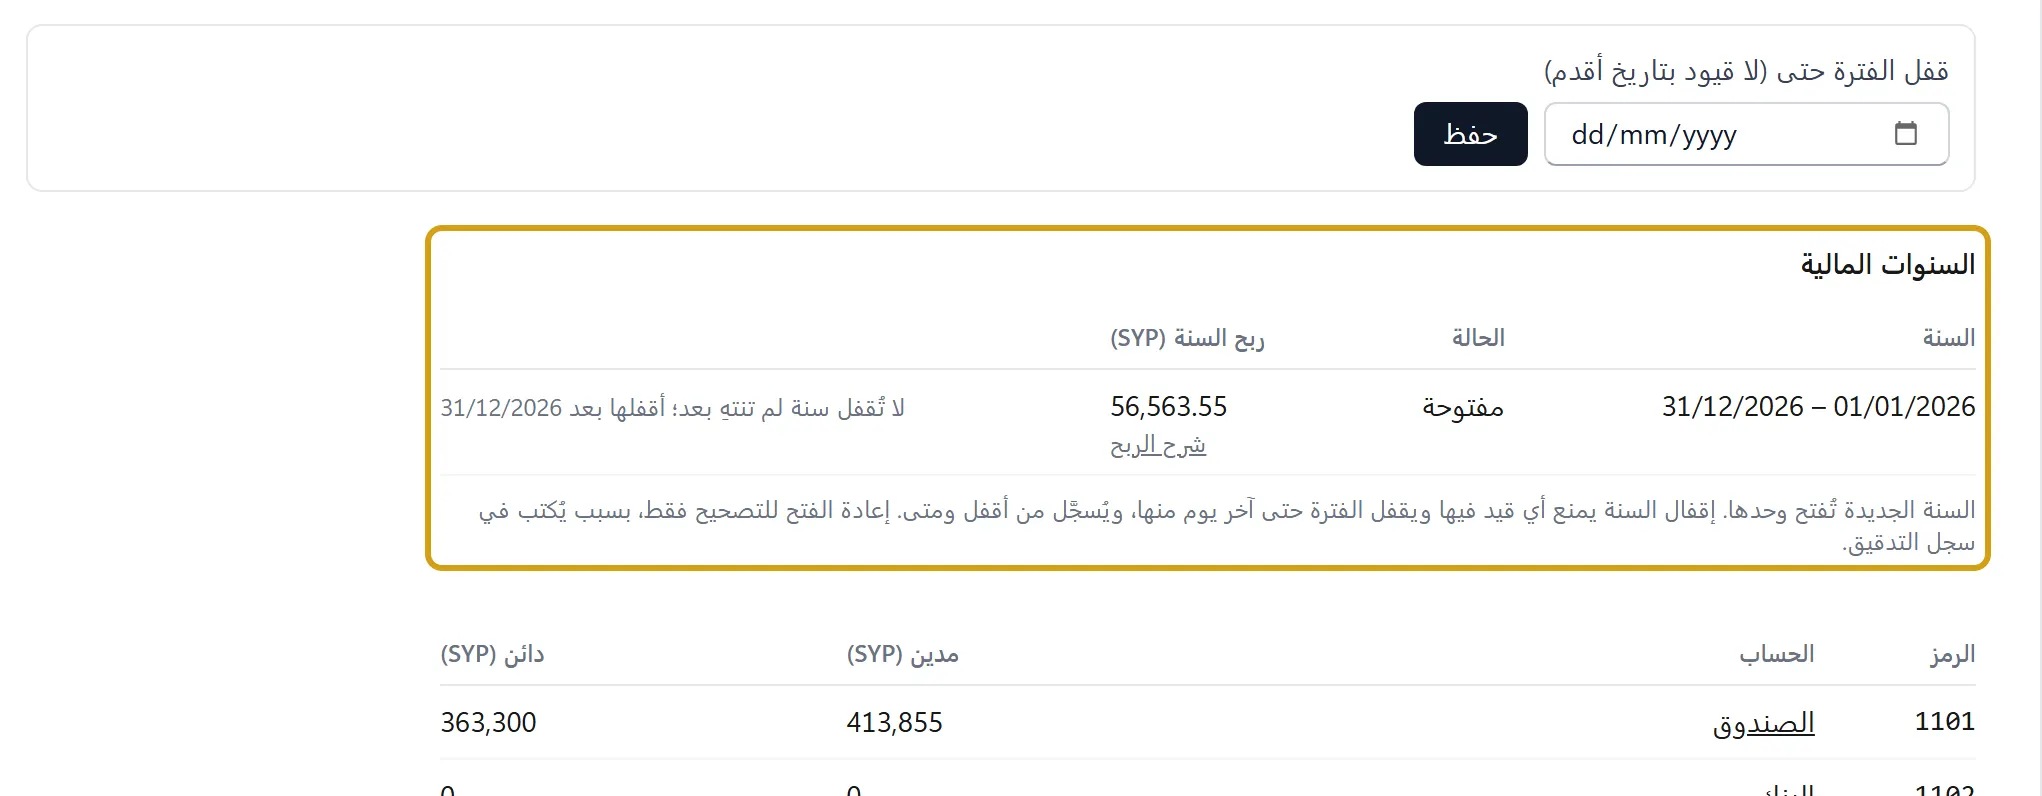 قفل الفترة حتى (لا قيود بتاريخ أقدم)
dd/mm/yyyy حفظ
السنوات المالية
السنة الحالة ربح السنة (SYP)
01/01/2026 – 31/12/2026 مفتوحة 56,563.55 لا تُقفل سنة لم تنتهِ بعد؛ أقفلها بعد 31/12/2026
شرح الربح
السنة الجديدة تُفتح وحدها. إقفال السنة يمنع أي قيد فيها ويقفل الفترة حتى آخر يوم منها، ويُسجَّل من أقفل ومتى. إعادة الفتح للتصحيح فقط، بسبب يُكتب في
سجل التدقيق.
الرمز الحساب مدين (SYP) دائن (SYP)
1101 الصندوق 413,855 363,300
1102 البنك 0 0